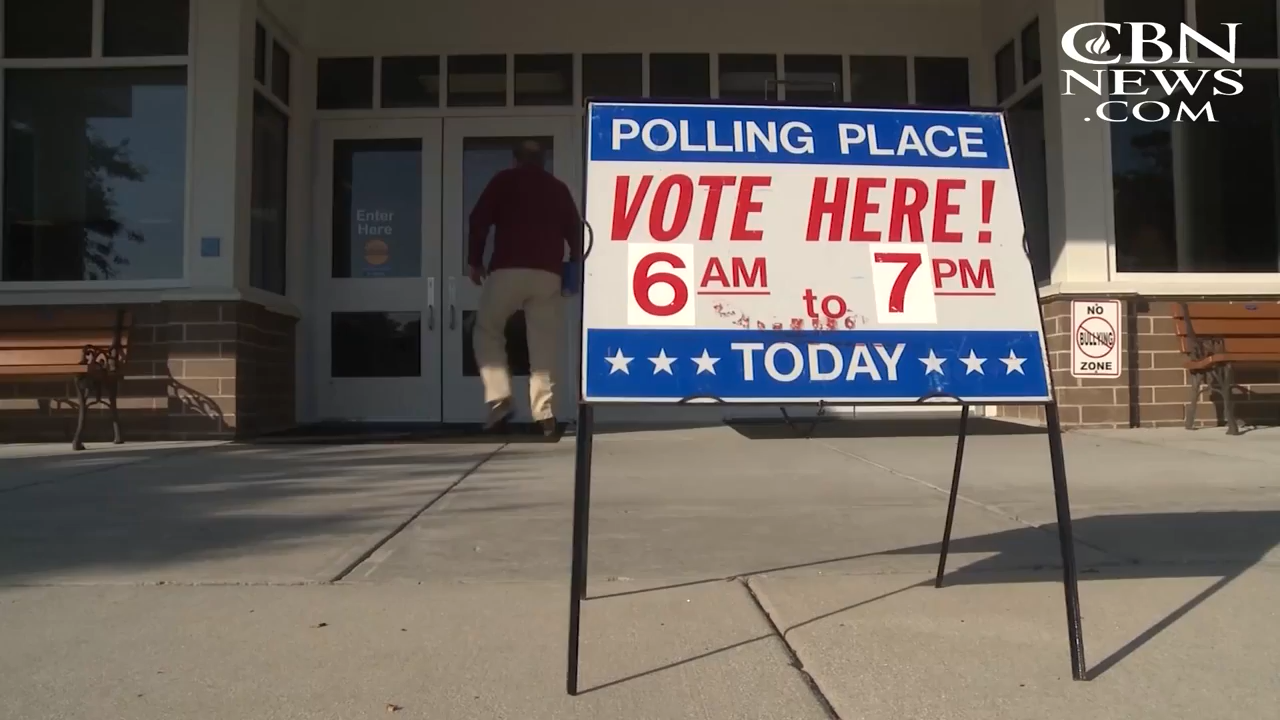 CBN
NEWS
.COM
POLLING PLACE
VOTE HERE!
6 AM to 7 PM
TODAY
Enter
Here
NO
BULLYING
ZONE